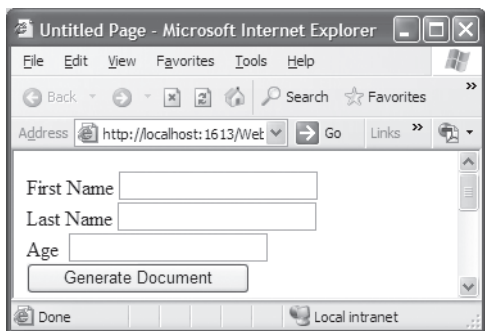 Untitled Page - Microsoft Internet Explorer
File Edit View Favorites Tools Help
Back Search Favorites »
Address http://localhost:1613/Wet Go Links »
First Name
Last Name
Age
Generate Document
Done Local intranet